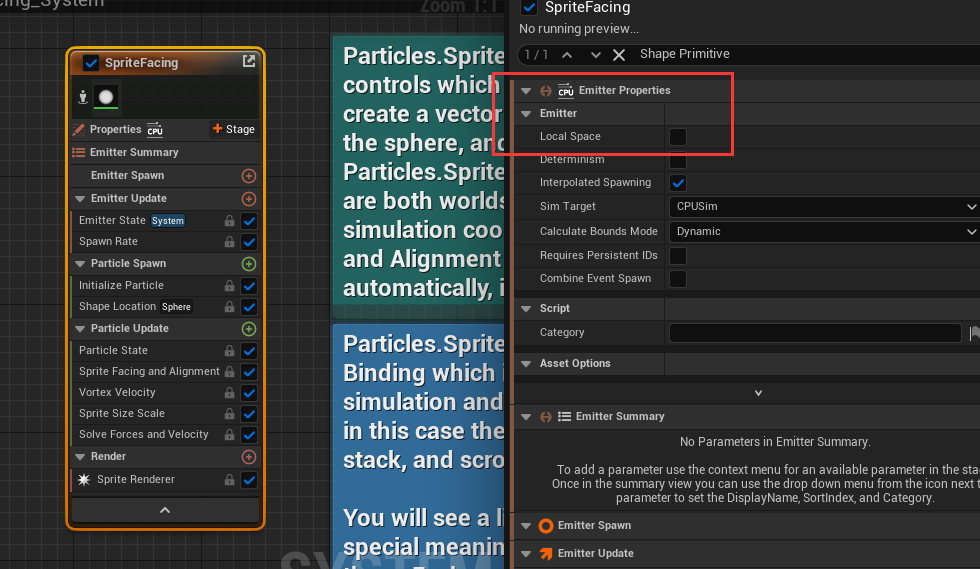 cing_System
Zoom 1:1
SpriteFacing
Properties CPU Stage
Emitter Summary
Emitter Spawn
Emitter Update
Emitter State System
Spawn Rate
Particle Spawn
Initialize Particle
Shape Location Sphere
Particle Update
Particle State
Sprite Facing and Alignment
Vortex Velocity
Sprite Size Scale
Solve Forces and Velocity
Render
Sprite Renderer
Particles.Sprite
controls which
create a vector
the sphere, and
Particles.Sprite
are both worlds
simulation coo
and Alignment
automatically, i
Particles.Sprite
Binding which i
simulation and
in this case the
stack, and scro
You will see a li
special meanin
SYSTEM
SpriteFacing
No running preview...
1 / 1 Shape Primitive
CPU Emitter Properties
Emitter
Local Space
Determinism
Interpolated Spawning
Sim Target CPUSim
Calculate Bounds Mode Dynamic
Requires Persistent IDs
Combine Event Spawn
Script
Category
Asset Options
Emitter Summary
No Parameters in Emitter Summary.
To add a parameter use the context menu for an available parameter in the sta
Once in the summary view you can use the drop down menu from the icon next t
parameter to set the DisplayName, SortIndex, and Category.
Emitter Spawn
Emitter Update